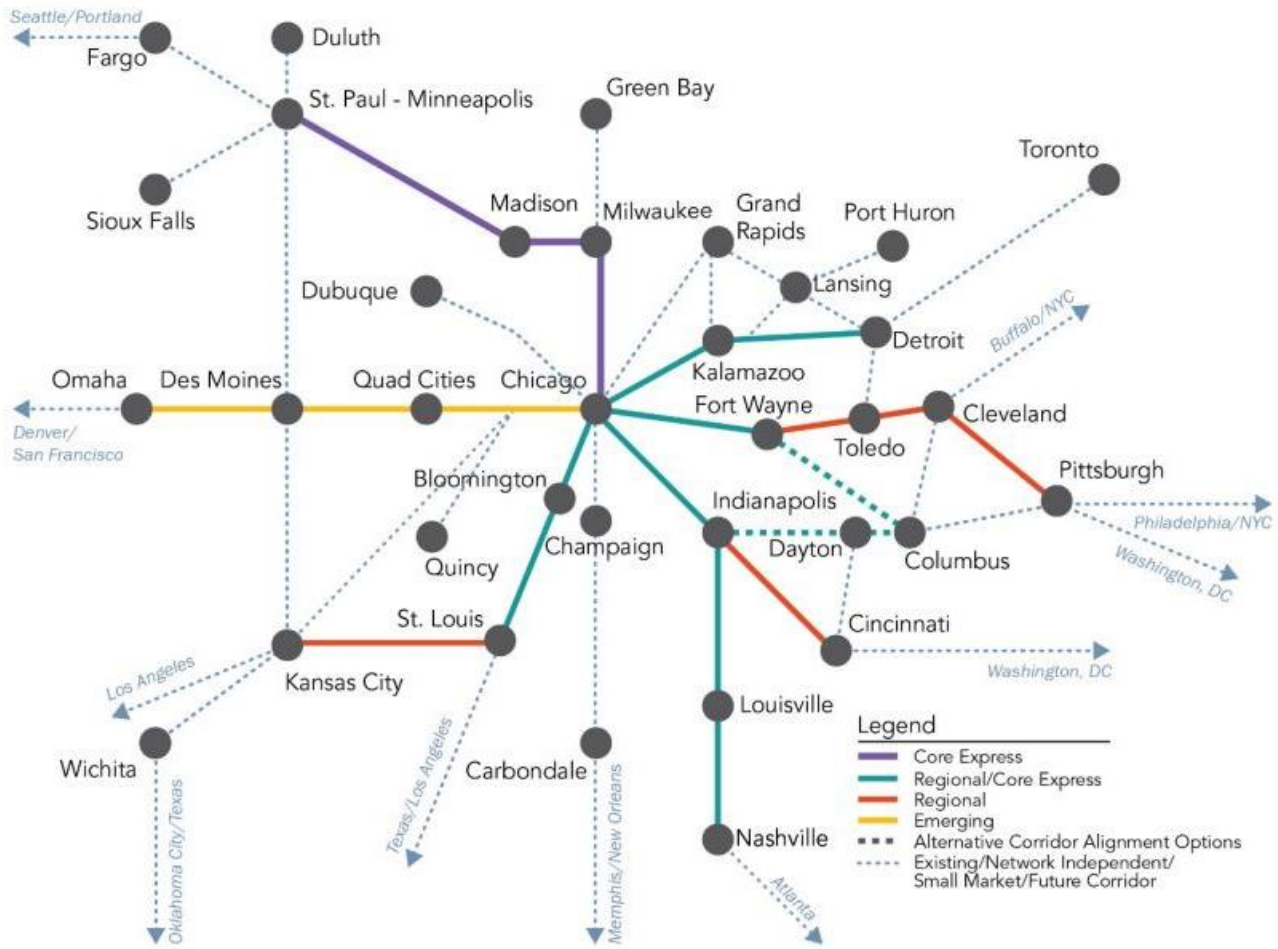 Seattle/Portland
Fargo
Duluth
St. Paul - Minneapolis
Green Bay
Toronto
Sioux Falls
Madison
Milwaukee
Grand
Rapids
Port Huron
Dubuque
Lansing
Buffalo/NYC
Detroit
Kalamazoo
Omaha
Des Moines
Quad Cities
Chicago
Fort Wayne
Cleveland
Toledo
Denver/
San Francisco
Pittsburgh
Bloomington
Indianapolis
Philadelphia/NYC
Champaign
Dayton
Columbus
Washington, DC
Quincy
St. Louis
Cincinnati
Washington, DC
Los Angeles
Kansas City
Louisville
Wichita
Carbondale
Texas/Los Angeles
Oklahoma City/Texas
Memphis/New Orleans
Nashville
Atlanta
Legend
Core Express
Regional/Core Express
Regional
Emerging
Alternative Corridor Alignment Options
Existing/Network Independent/
Small Market/Future Corridor